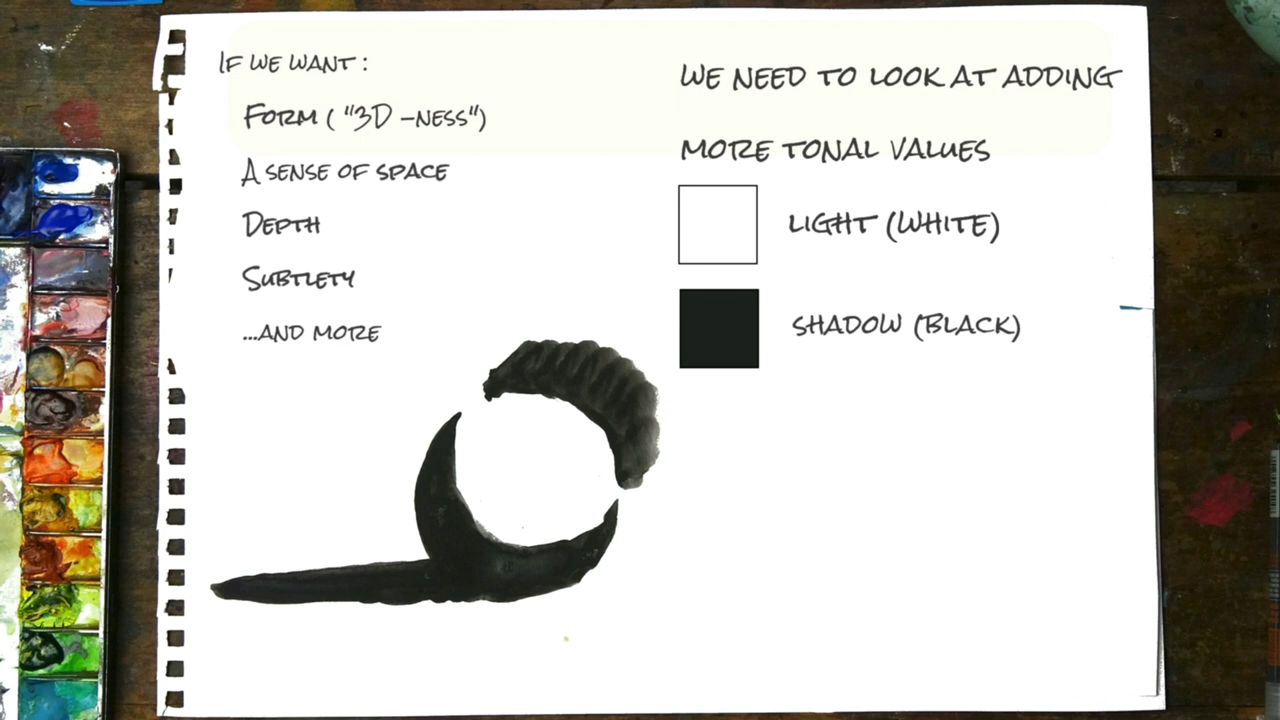 IF WE WANT :
FORM ( "3D -NESS")
A SENSE OF SPACE
DEPTH
SUBTLETY
...AND MORE
WE NEED TO LOOK AT ADDING
MORE TONAL VALUES
LIGHT (WHITE)
SHADOW (BLACK)